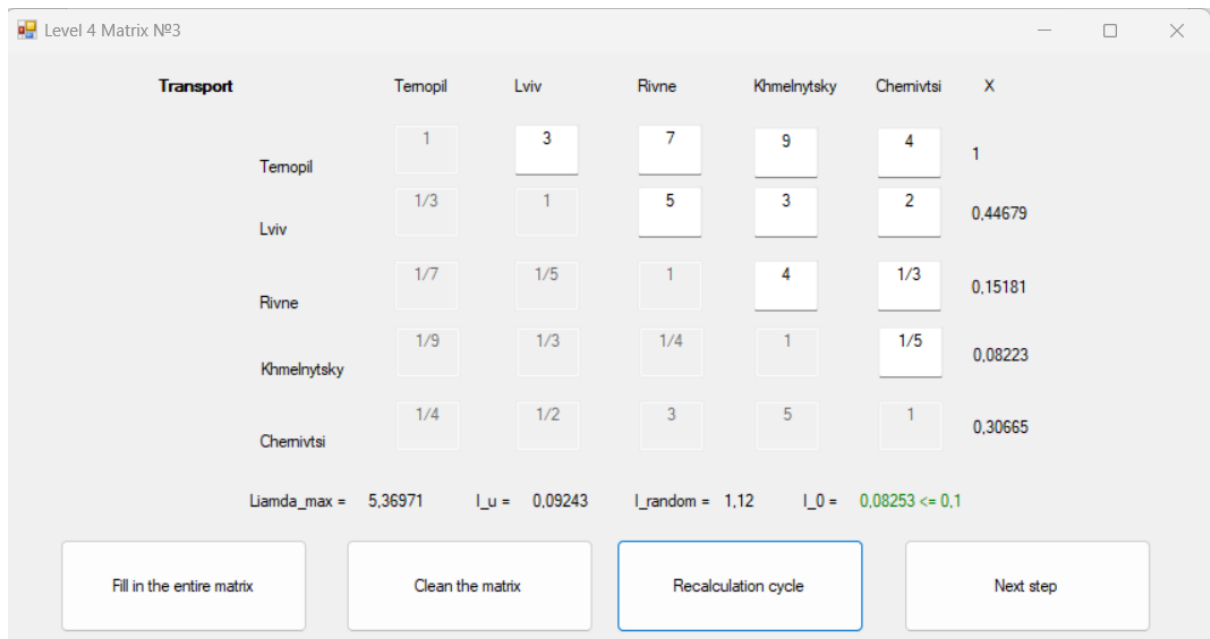 Level 4 Matrix №3
Transport Ternopil Lviv Rivne Khmelnytsky Chernivtsi X
Ternopil 1 3 7 9 4 1
Lviv 1/3 1 5 3 2 0,44679
Rivne 1/7 1/5 1 4 1/3 0,15181
Khmelnytsky 1/9 1/3 1/4 1 1/5 0,08223
Chernivtsi 1/4 1/2 3 5 1 0,30665
Liamda_max = 5,36971 I_u = 0,09243 I_random = 1,12 I_0 = 0,08253 <= 0,1
Fill in the entire matrix Clean the matrix Recalculation cycle Next step